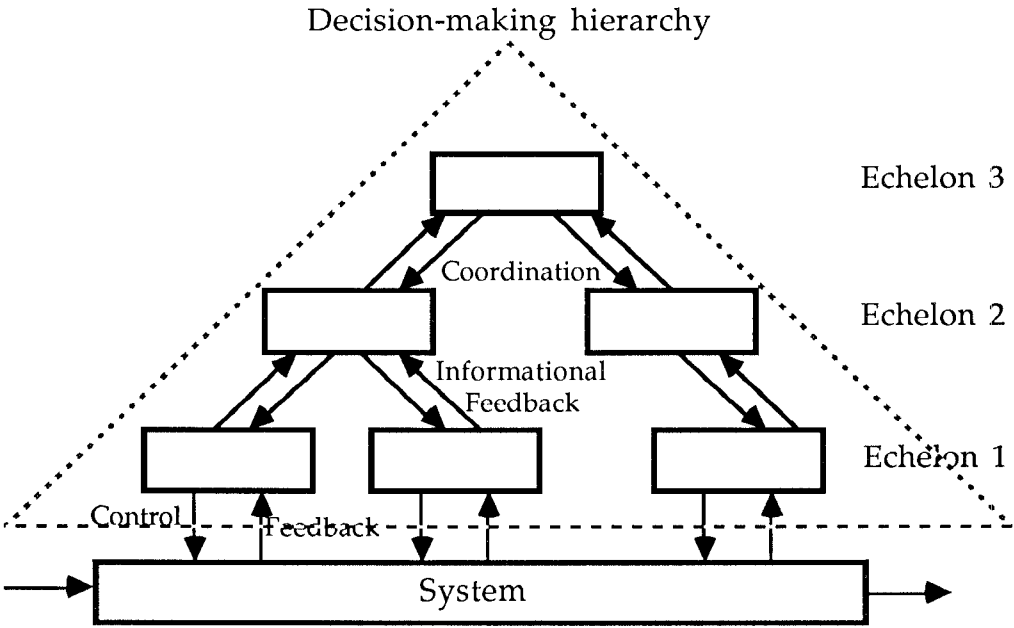 Decision-making hierarchy
Echelon 3
Coordination
Echelon 2
Informational
Feedback
Echelon 1
Control
Feedback
System